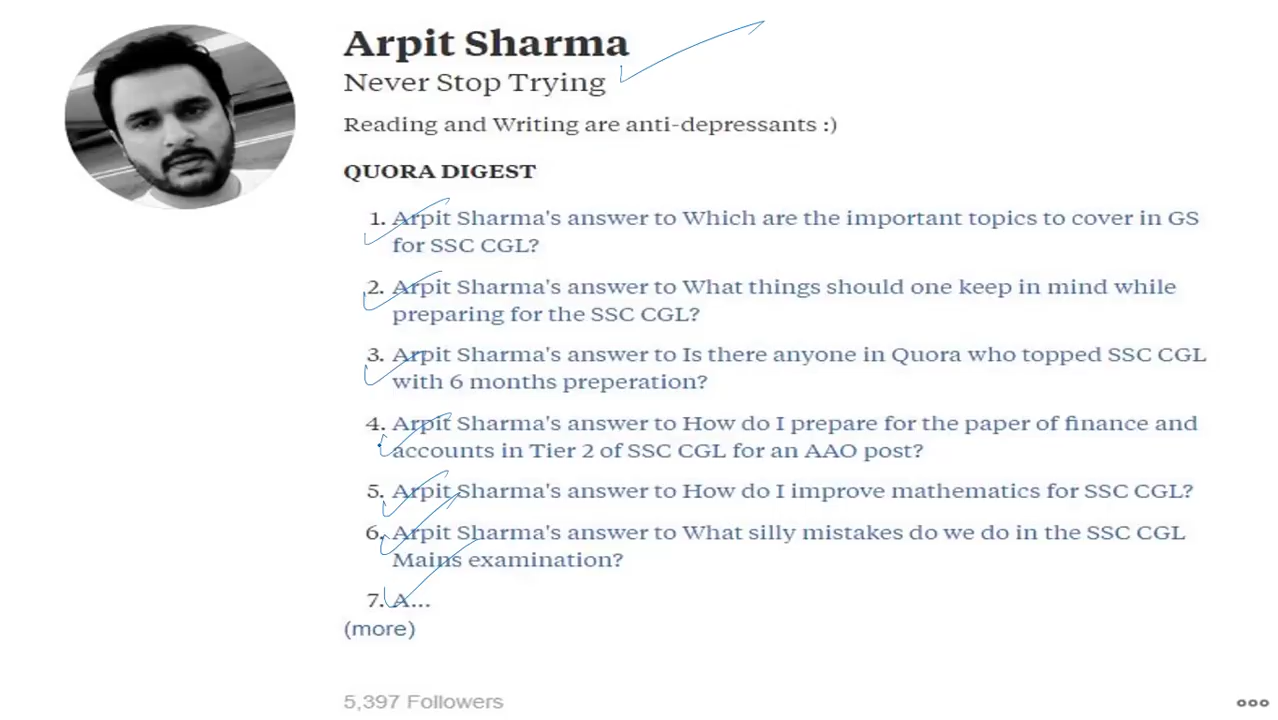 Arpit Sharma
Never Stop Trying
Reading and Writing are anti-depressants :)
QUORA DIGEST
1. Arpit Sharma's answer to Which are the important topics to cover in GS
for SSC CGL?
2. Arpit Sharma's answer to What things should one keep in mind while
preparing for the SSC CGL?
3. Arpit Sharma's answer to Is there anyone in Quora who topped SSC CGL
with 6 months preperation?
4. Arpit Sharma's answer to How do I prepare for the paper of finance and
accounts in Tier 2 of SSC CGL for an AAO post?
5. Arpit Sharma's answer to How do I improve mathematics for SSC CGL?
6. Arpit Sharma's answer to What silly mistakes do we do in the SSC CGL
Mains examination?
7. A...
(more)
5,397 Followers